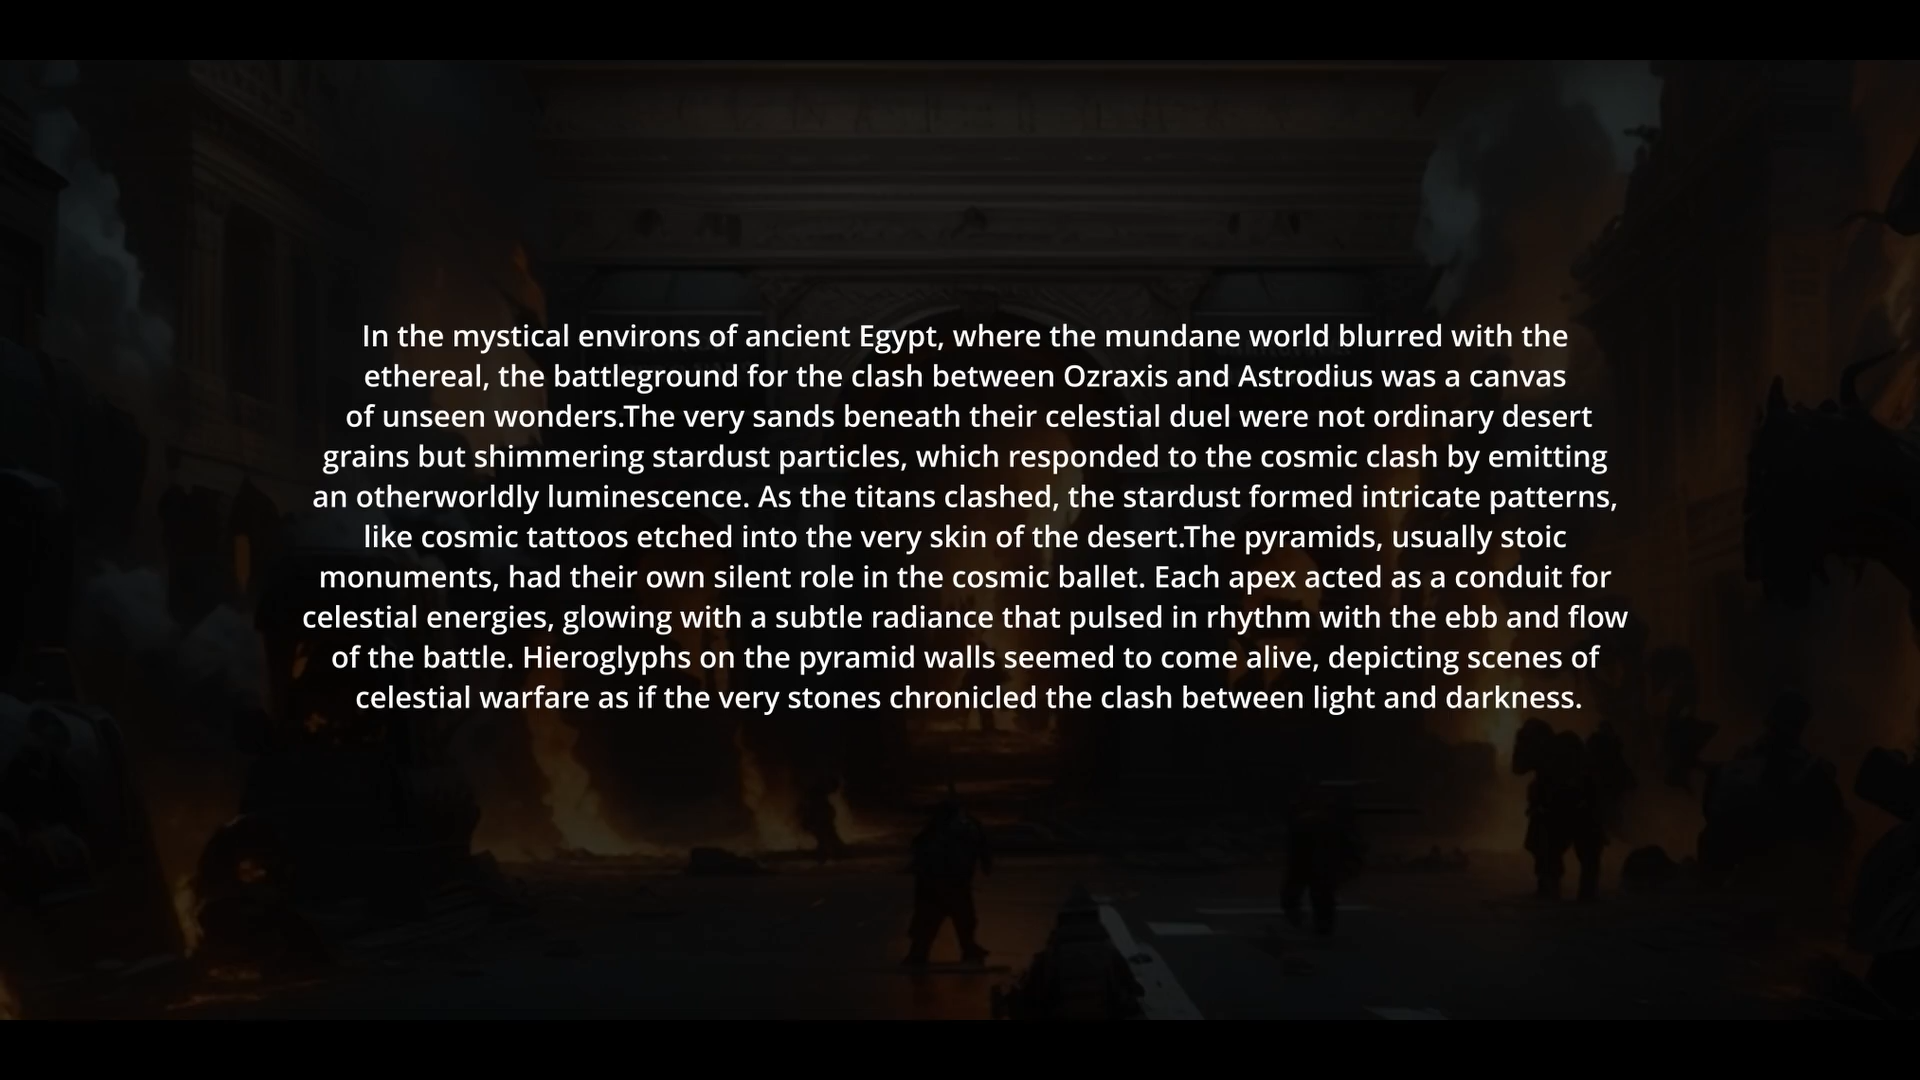 In the mystical environs of ancient Egypt, where the mundane world blurred with the
ethereal, the battleground for the clash between Ozraxis and Astrodius was a canvas
of unseen wonders.The very sands beneath their celestial duel were not ordinary desert
grains but shimmering stardust particles, which responded to the cosmic clash by emitting
an otherworldly luminescence. As the titans clashed, the stardust formed intricate patterns,
like cosmic tattoos etched into the very skin of the desert.The pyramids, usually stoic
monuments, had their own silent role in the cosmic ballet. Each apex acted as a conduit for
celestial energies, glowing with a subtle radiance that pulsed in rhythm with the ebb and flow
of the battle. Hieroglyphs on the pyramid walls seemed to come alive, depicting scenes of
celestial warfare as if the very stones chronicled the clash between light and darkness.